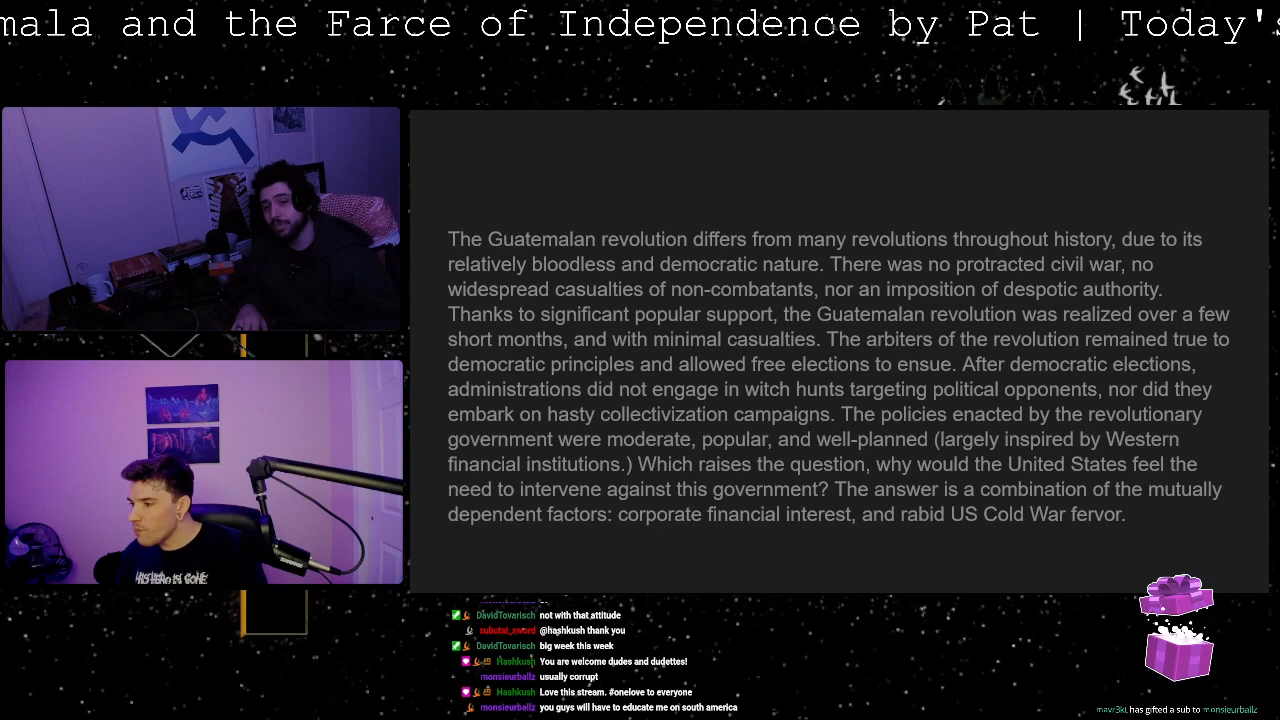 mala and the Farce of Independence by Pat | Today's
The Guatemalan revolution differs from many revolutions throughout history, due to its
relatively bloodless and democratic nature. There was no protracted civil war, no
widespread casualties of non-combatants, nor an imposition of despotic authority.
Thanks to significant popular support, the Guatemalan revolution was realized over a few
short months, and with minimal casualties. The arbiters of the revolution remained true to
democratic principles and allowed free elections to ensue. After democratic elections,
administrations did not engage in witch hunts targeting political opponents, nor did they
embark on hasty collectivization campaigns. The policies enacted by the revolutionary
government were moderate, popular, and well-planned (largely inspired by Western
financial institutions.) Which raises the question, why would the United States feel the
need to intervene against this government? The answer is a combination of the mutually
dependent factors: corporate financial interest, and rabid US Cold War fervor.
DavidTovarisch not with that attitude
subutai_sword @hashkush thank you
DavidTovarisch big week this week
Hashkush You are welcome dudes and dudettes!
monsieurballz usually corrupt
Hashkush Love this stream. #onelove to everyone
monsieurballz you guys will have to educate me on south america
mavr3kt has gifted a sub to monsieurballz